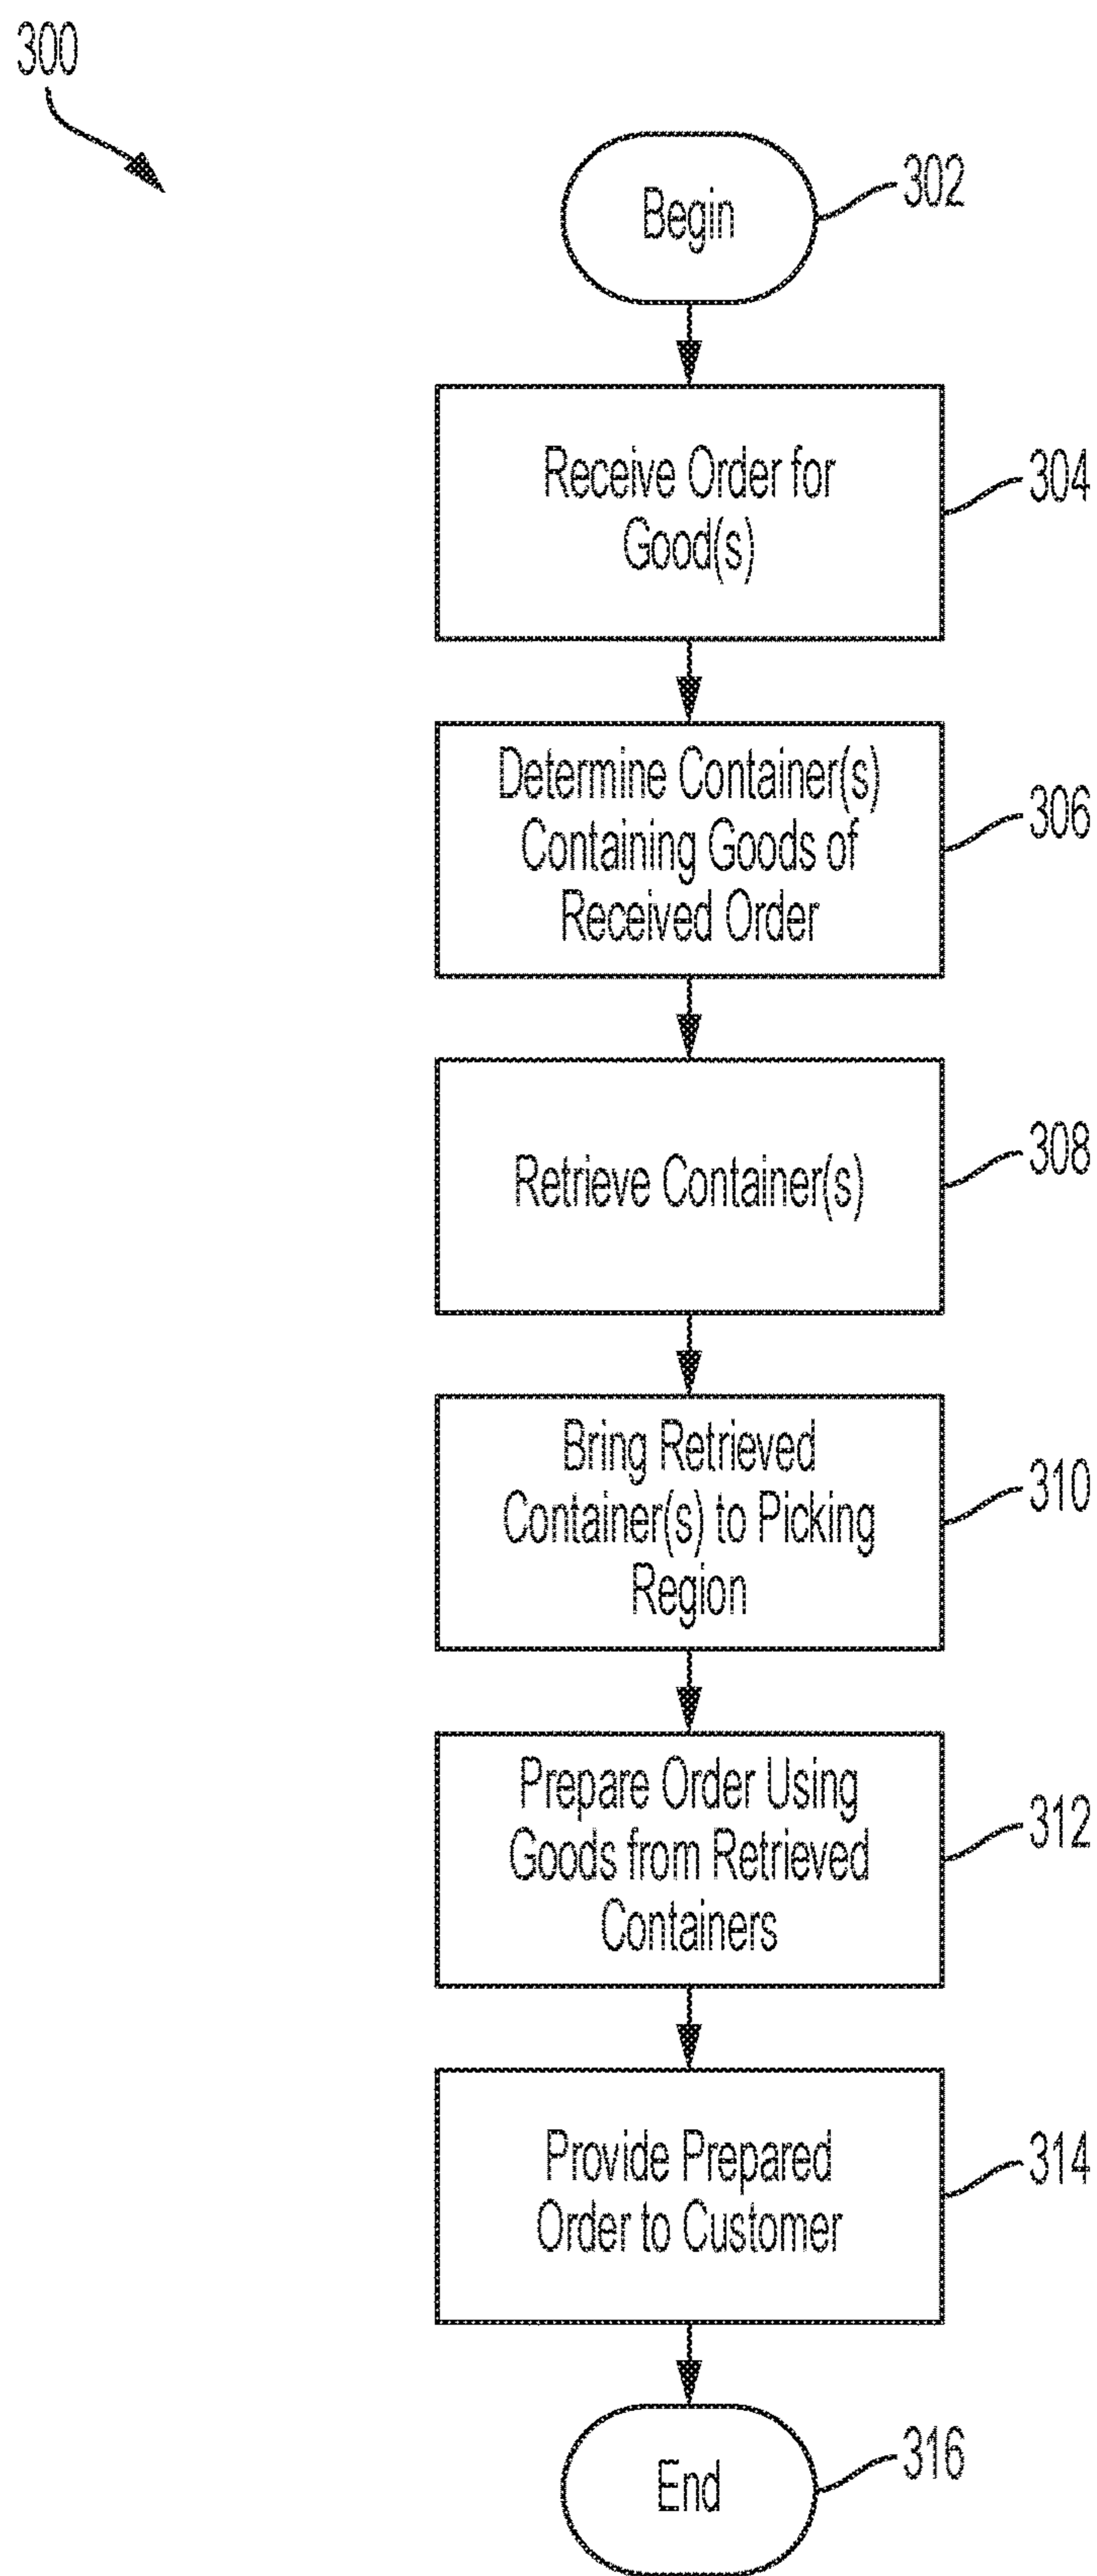 300
Begin
302
Receive Order for
Good(s)
304
Determine Container(s)
Containing Goods of
Received Order
306
Retrieve Container(s)
308
Bring Retrieved
Container(s) to Picking
Region
310
Prepare Order Using
Goods from Retrieved
Containers
312
Provide Prepared
Order to Customer
314
End
316